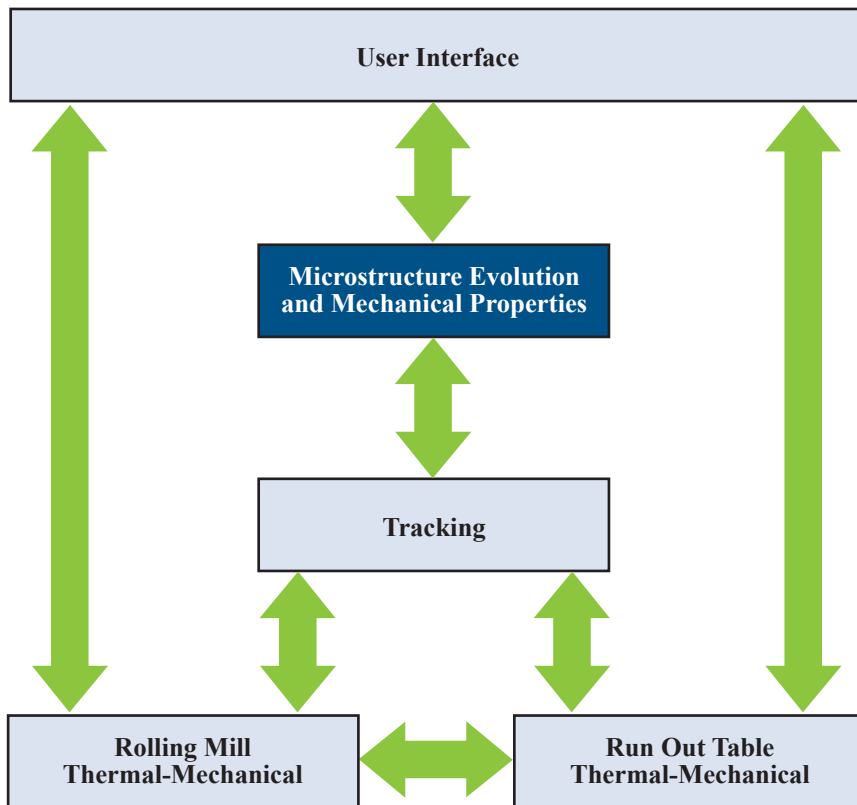 User Interface
Microstructure Evolution
and Mechanical Properties
Tracking
Rolling Mill
Thermal-Mechanical
Run Out Table
Thermal-Mechanical